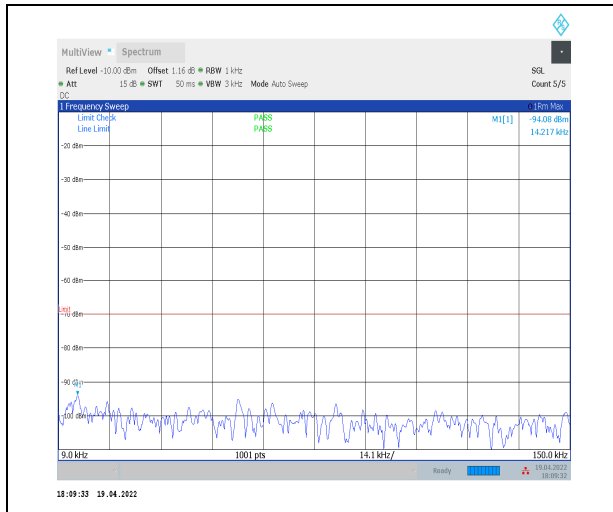 MultiView Spectrum
Ref Level -10.00 dBm Offset 1.16 dB RBW 1 kHz SGL
Att 15 dB SWT 50 ms VBW 3 kHz Mode Auto Sweep Count 5/5
DC
1 Frequency Sweep 1Rm Max
Limit Check PASS M1[1] -94.08 dBm
Line Limit PASS 14.217 kHz
-20 dBm
-30 dBm
-40 dBm
-50 dBm
-60 dBm
Limit
-70 dBm
-80 dBm
-90 dBm
M1
-100 dBm
9.0 kHz 1001 pts 14.1 kHz/ 150.0 kHz
Ready 19.04.2022
18:09:32
18:09:33 19.04.2022